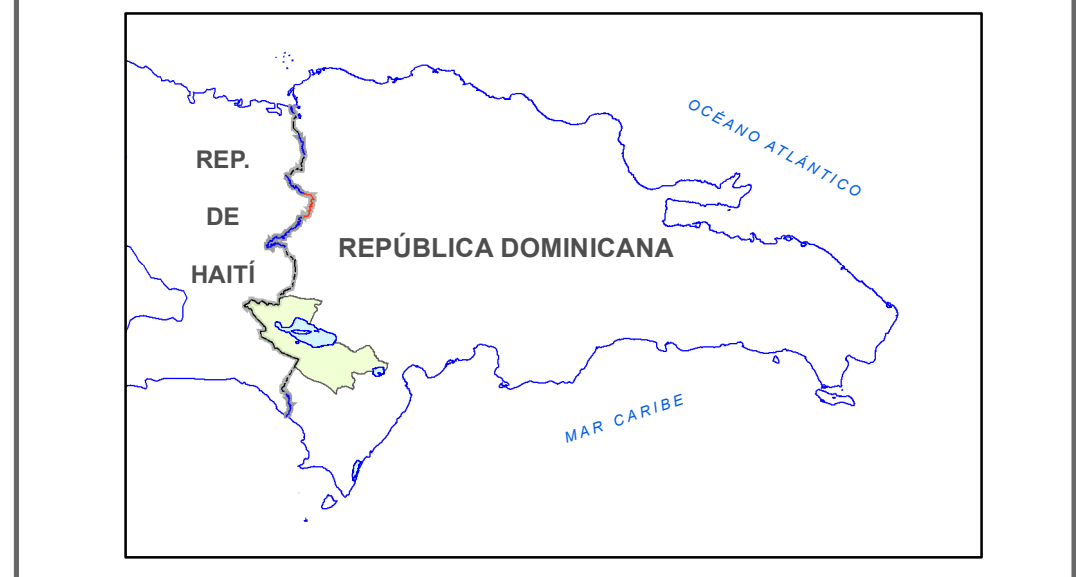 OCÉANO ATLÁNTICO
REP.
DE
HAITÍ
REPÚBLICA DOMINICANA
MAR CARIBE